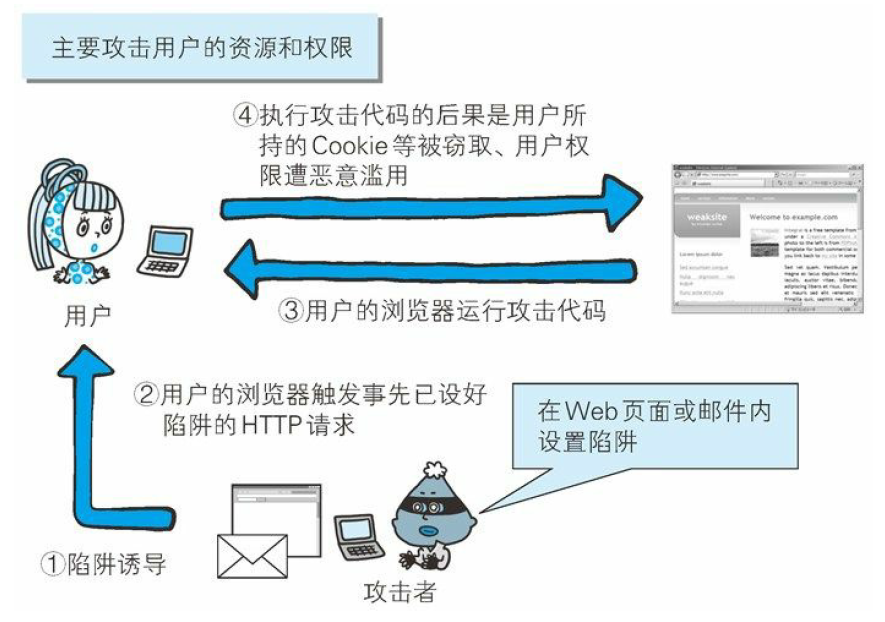 主要攻击用户的资源和权限
④执行攻击代码的后果是用户所
持的Cookie等被窃取、用户权
限遭恶意滥用
weaksite
Welcome to example.com
③用户的浏览器运行攻击代码
用户
②用户的浏览器触发事先已设好
陷阱的HTTP请求
在Web页面或邮件内
设置陷阱
①陷阱诱导
攻击者